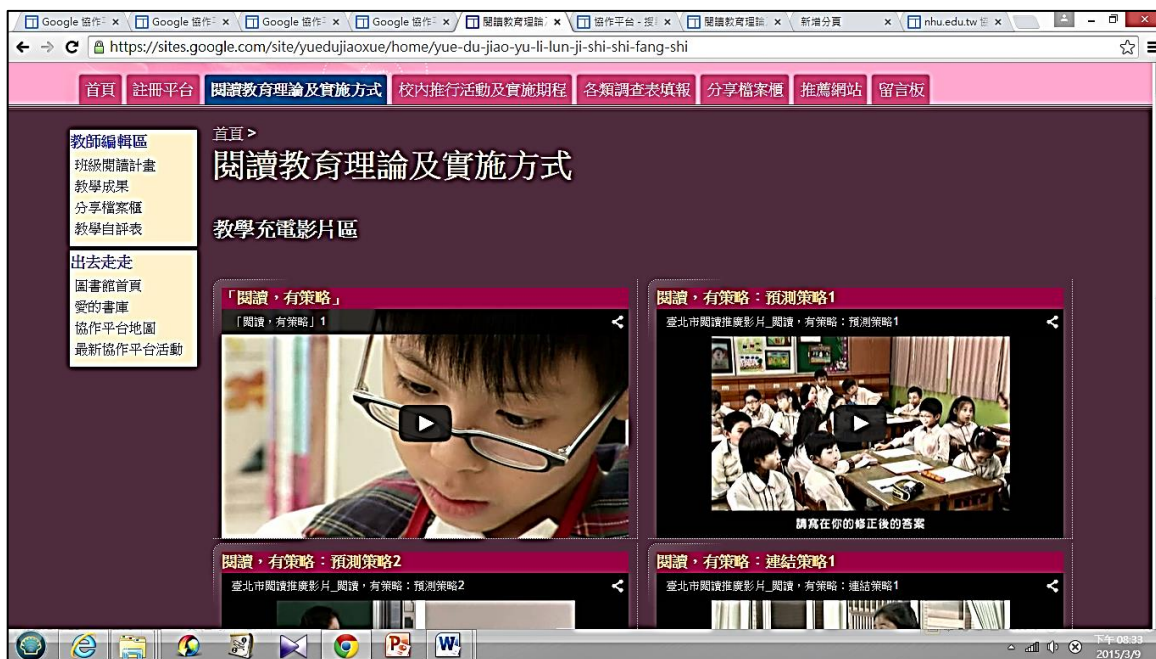 Google 協作
Google 協作
Google 協作
Google 協作
閱讀教育理論
協作平台 - 授
閱讀教育理論
新增分頁
nhu.edu.tw
https://sites.google.com/site/yuedujiaoxue/home/yue-du-jiao-yu-li-lun-ji-shi-shi-fang-shi
首頁 註冊平台 閱讀教育理論及實施方式 校內推行活動及實施期程 各類調查表填報 分享檔案櫃 推薦網站 留言板
教師編輯區
班級閱讀計畫
教學成果
分享檔案櫃
教學自評表
出去走走
圖書館首頁
愛的書庫
協作平台地圖
最新協作平台活動
首頁 >
閱讀教育理論及實施方式
教學充電影片區
「閱讀，有策略」
「閱讀，有策略」1
閱讀，有策略：預測策略1
臺北市閱讀推廣影片_閱讀，有策略：預測策略1
請寫在你的修正後的答案
閱讀，有策略：預測策略2
臺北市閱讀推廣影片_閱讀，有策略：預測策略2
閱讀，有策略：連結策略1
臺北市閱讀推廣影片_閱讀，有策略：連結策略1
下午 08:33
2015/3/9